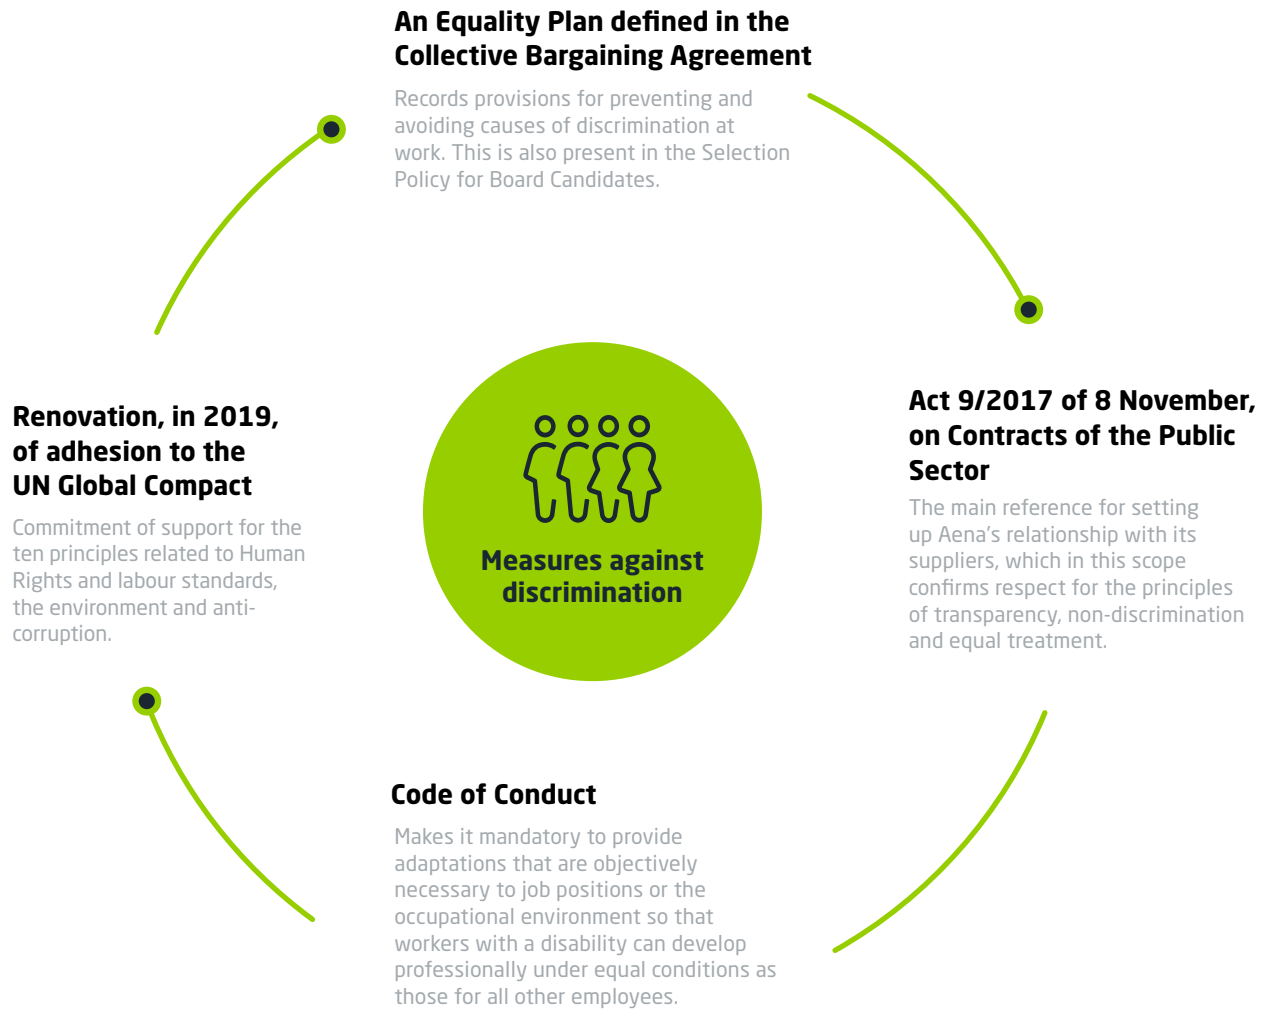 An Equality Plan defined in the
Collective Bargaining Agreement
Records provisions for preventing and
avoiding causes of discrimination at
work. This is also present in the Selection
Policy for Board Candidates.
Act 9/2017 of 8 November,
on Contracts of the Public
Sector
The main reference for setting
up Aena's relationship with its
suppliers, which in this scope
confirms respect for the principles
of transparency, non-discrimination
and equal treatment.
Code of Conduct
Makes it mandatory to provide
adaptations that are objectively
necessary to job positions or the
occupational environment so that
workers with a disability can develop
professionally under equal conditions as
those for all other employees.
Renovation, in 2019,
of adhesion to the
UN Global Compact
Commitment of support for the
ten principles related to Human
Rights and labour standards,
the environment and anti-
corruption.
Measures against
discrimination